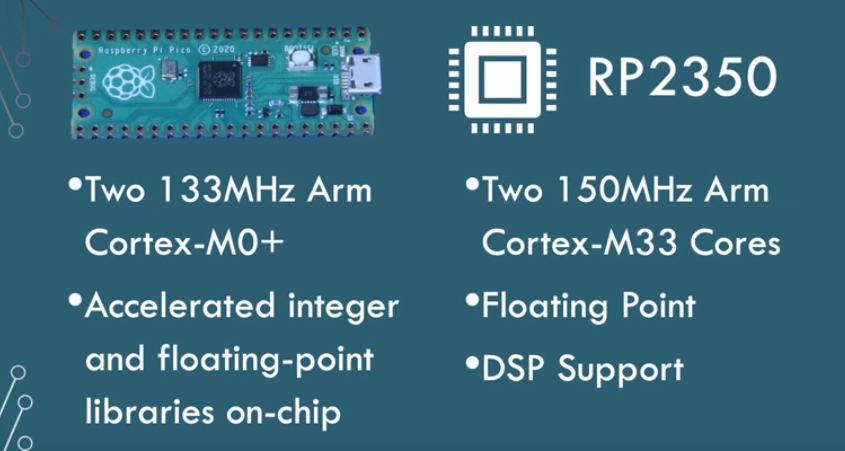 Raspberry Pi Pico © 2020
BOOTSEL
RP2350
•Two 133MHz Arm
Cortex-M0+
•Accelerated integer
and floating-point
libraries on-chip
•Two 150MHz Arm
Cortex-M33 Cores
•Floating Point
•DSP Support